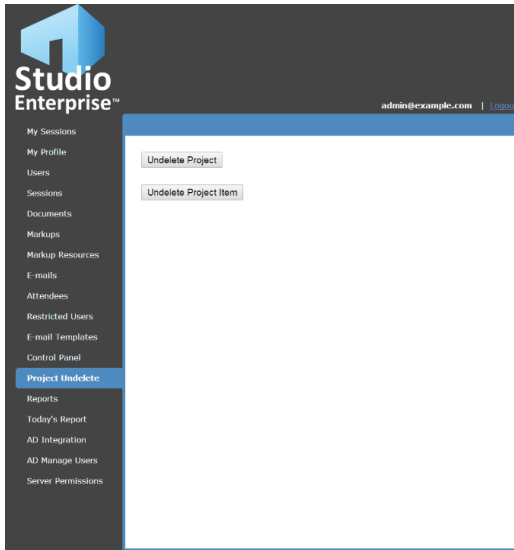 Studio
Enterprise™
admin@example.com | Logou
My Sessions
My Profile
Users
Sessions
Documents
Markups
Markup Resources
E-mails
Attendees
Restricted Users
E-mail Templates
Control Panel
Project Undelete
Reports
Today's Report
AD Integration
AD Manage Users
Server Permissions
Undelete Project
Undelete Project Item